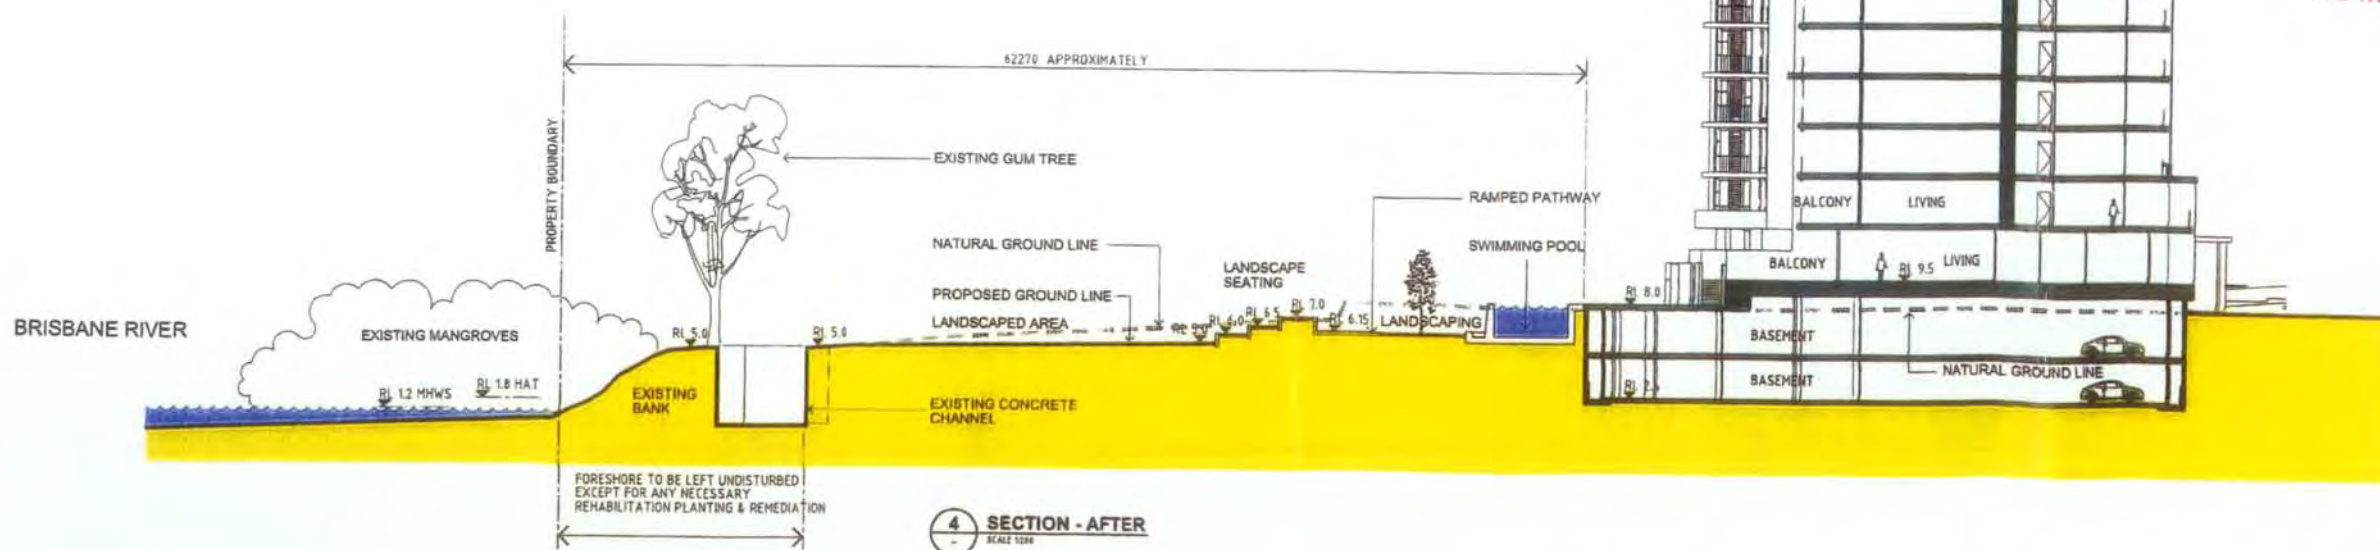 62270 APPROXIMATELY
PROPERTY BOUNDARY
EXISTING GUM TREE
RAMPED PATHWAY
BALCONY
LIVING
NATURAL GROUND LINE
SWIMMING POOL
LANDSCAPE
SEATING
BALCONY
LIVING
RL 9.5
PROPOSED GROUND LINE
RL 8.0
BRISBANE RIVER
EXISTING MANGROVES
RL 5.0
RL 5.0
LANDSCAPED AREA
RL 6.0
RL 6.5
RL 7.0
RL 6.15
LANDSCAPING
BASEMENT
RL 1.2 MHWS
RL 1.8 HAT
EXISTING
BANK
EXISTING CONCRETE
CHANNEL
BASEMENT
NATURAL GROUND LINE
FORESHORE TO BE LEFT UNDISTURBED
EXCEPT FOR ANY NECESSARY
REHABILITATION PLANTING & REMEDIATION
4
SECTION - AFTER